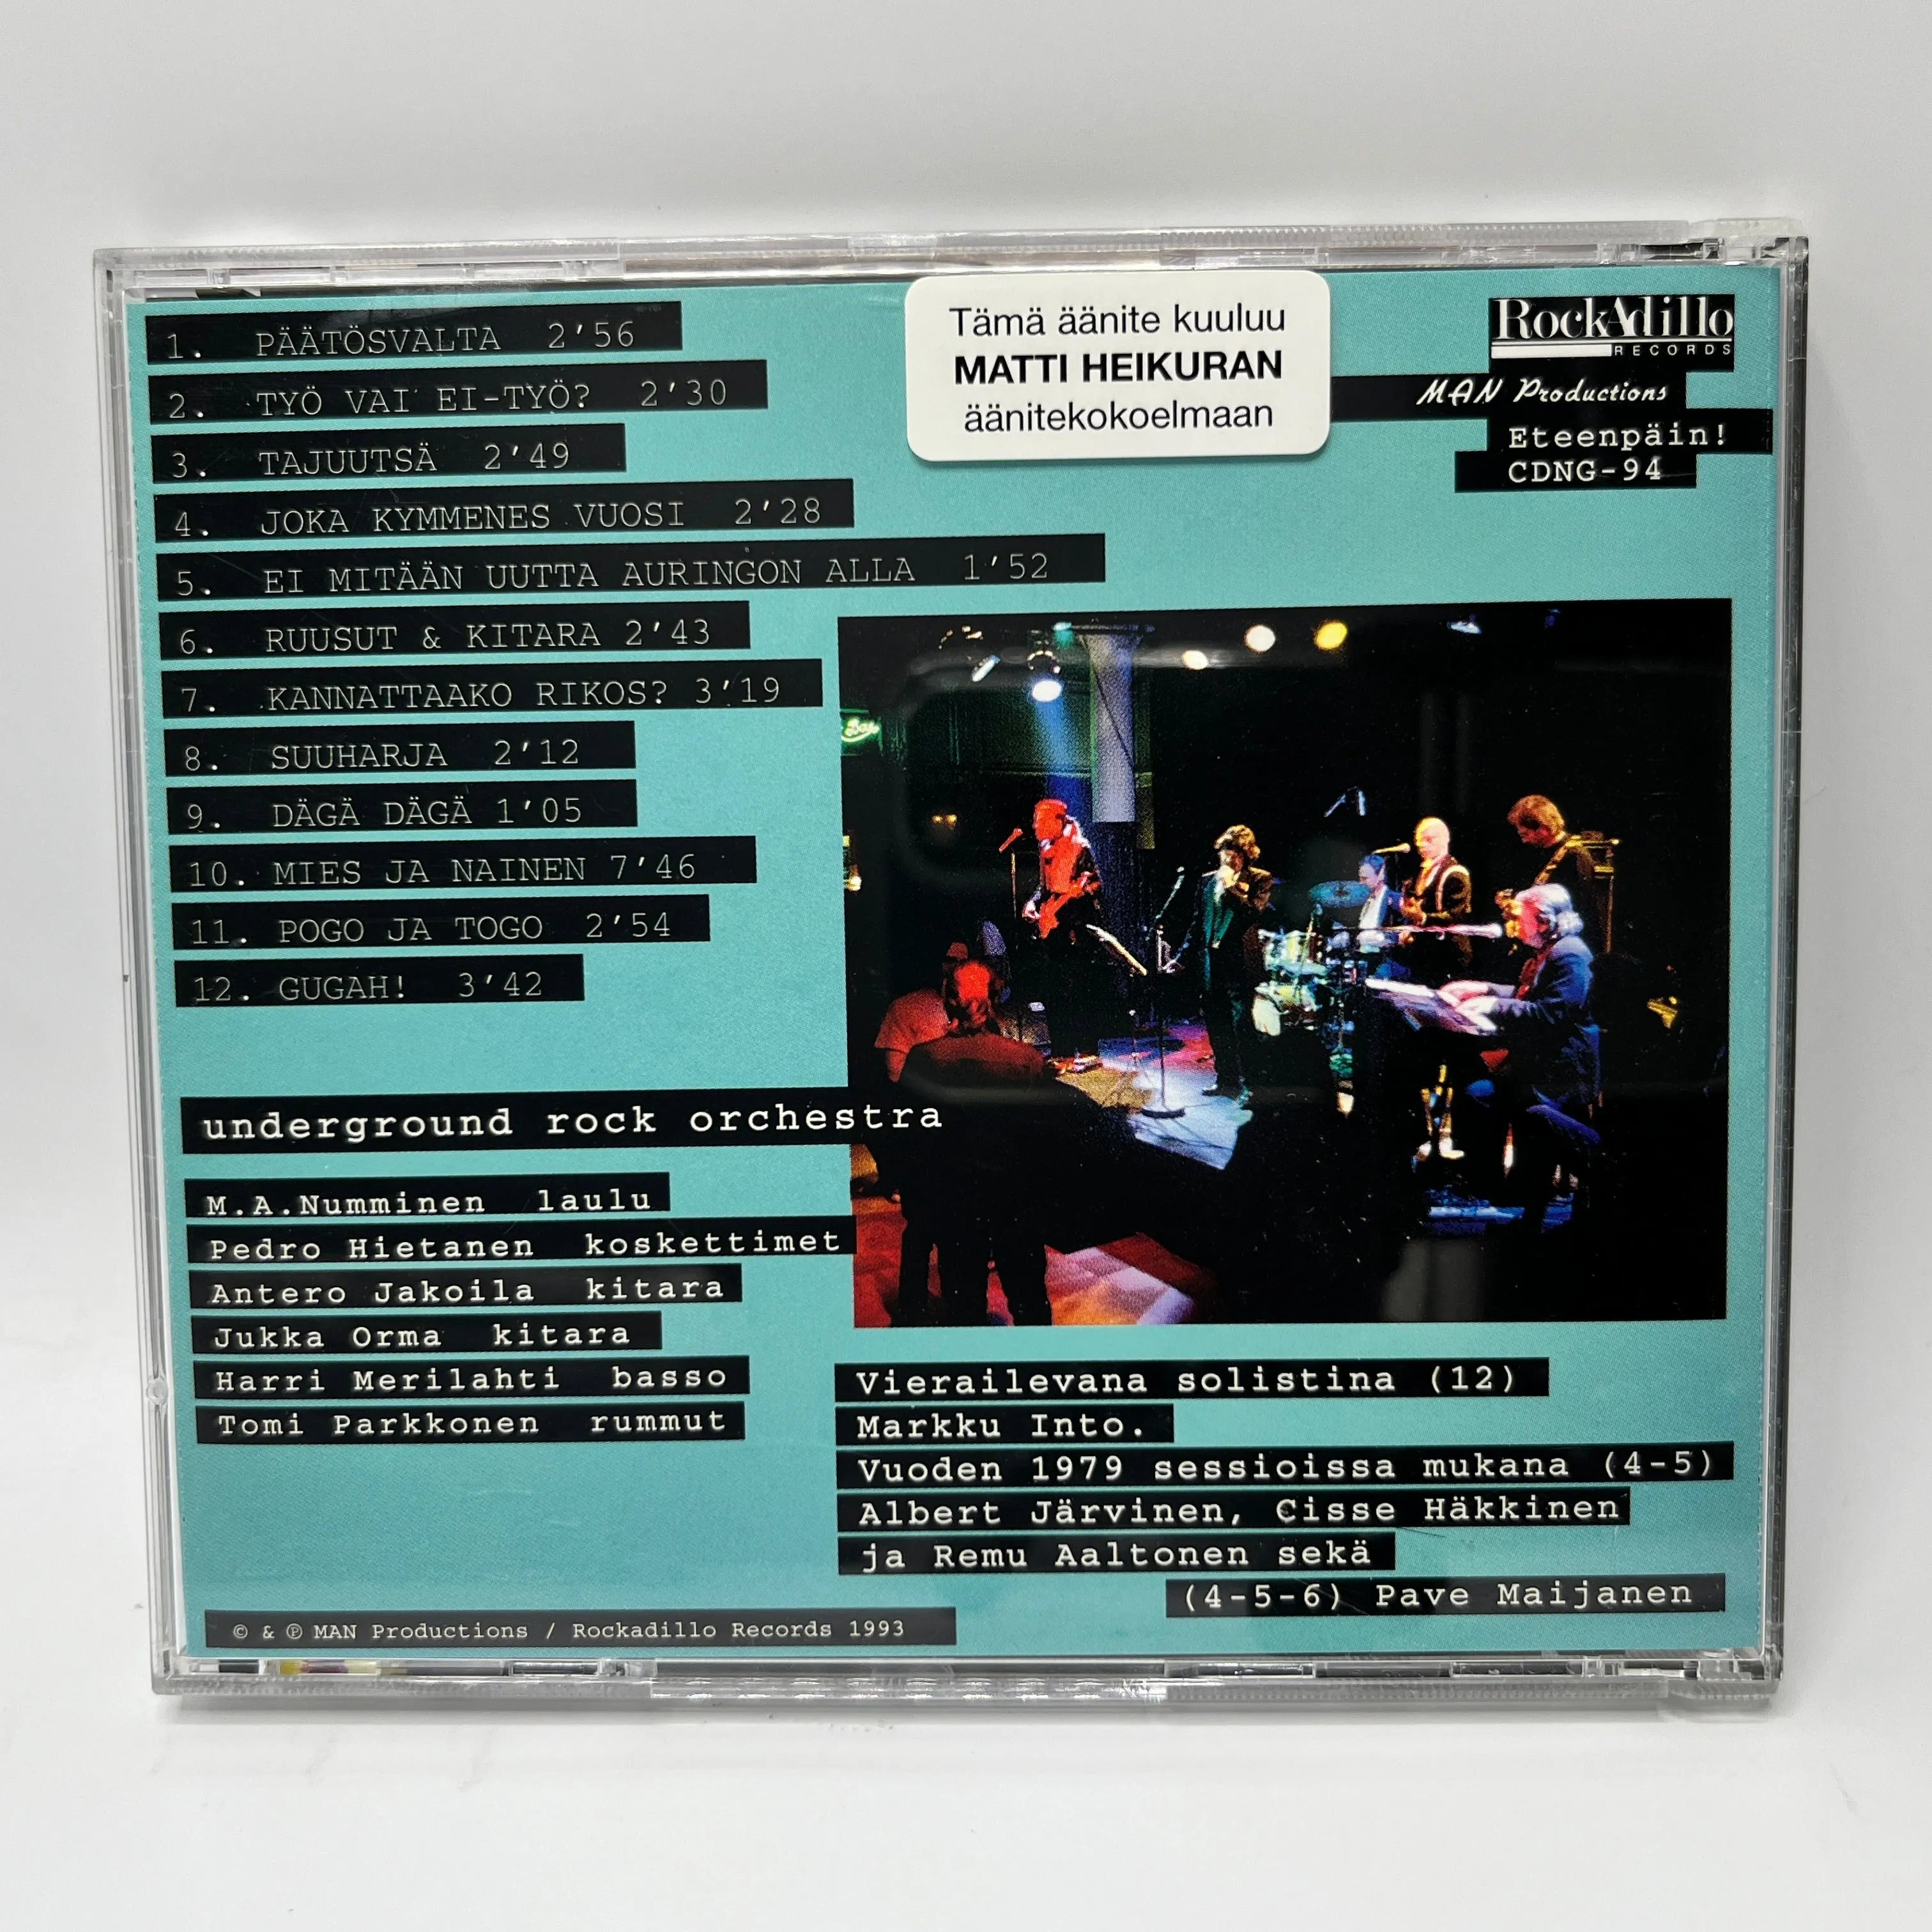 1. PÄÄTÖSVALTA 2'56
2. TYÖ VAI EI-TYÖ? 2'30
3. TAJUUTSÄ 2'49
4. JOKA KYMMENES VUOSI 2'28
5. EI MITÄÄN UUTTA AURINGON ALLA 1'52
6. RUUSUT & KITARA 2'43
7. KANNATTAAKO RIKOS? 3'19
8. SUUHARJA 2'12
9. DÄGÄ DÄGÄ 1'05
10. MIES JA NAINEN 7'46
11. POGO JA TOGO 2'54
12. GUGAH! 3'42
Tämä äänite kuuluu
MATTI HEIKURAN
äänitekokoelmaan
RockAdillo
RECORDS
MAN Productions
Eteenpäin!
CDNG-94
Bar
underground rock orchestra
M.A.Numminen laulu
Pedro Hietanen koskettimet
Antero Jakoila kitara
Jukka Orma kitara
Harri Merilahti basso
Tomi Parkkonen rummut
Vierailevana solistina (12)
Markku Into.
Vuoden 1979 sessioissa mukana (4-5)
Albert Järvinen, Cisse Häkkinen
ja Remu Aaltonen sekä
(4-5-6) Pave Maijanen
© & ℗ MAN Productions / Rockadillo Records 1993